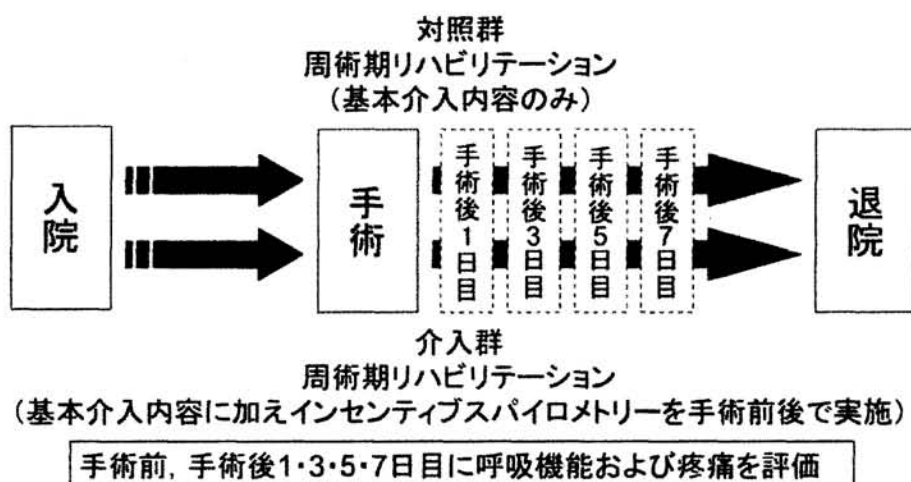 対照群
周術期リハビリテーション
（基本介入内容のみ）
入院
手術
手術後1日目
手術後3日目
手術後5日目
手術後7日目
退院
介入群
周術期リハビリテーション
（基本介入内容に加えインセンティブスパイロメトリーを手術前後で実施）
手術前，手術後1・3・5・7日目に呼吸機能および疼痛を評価